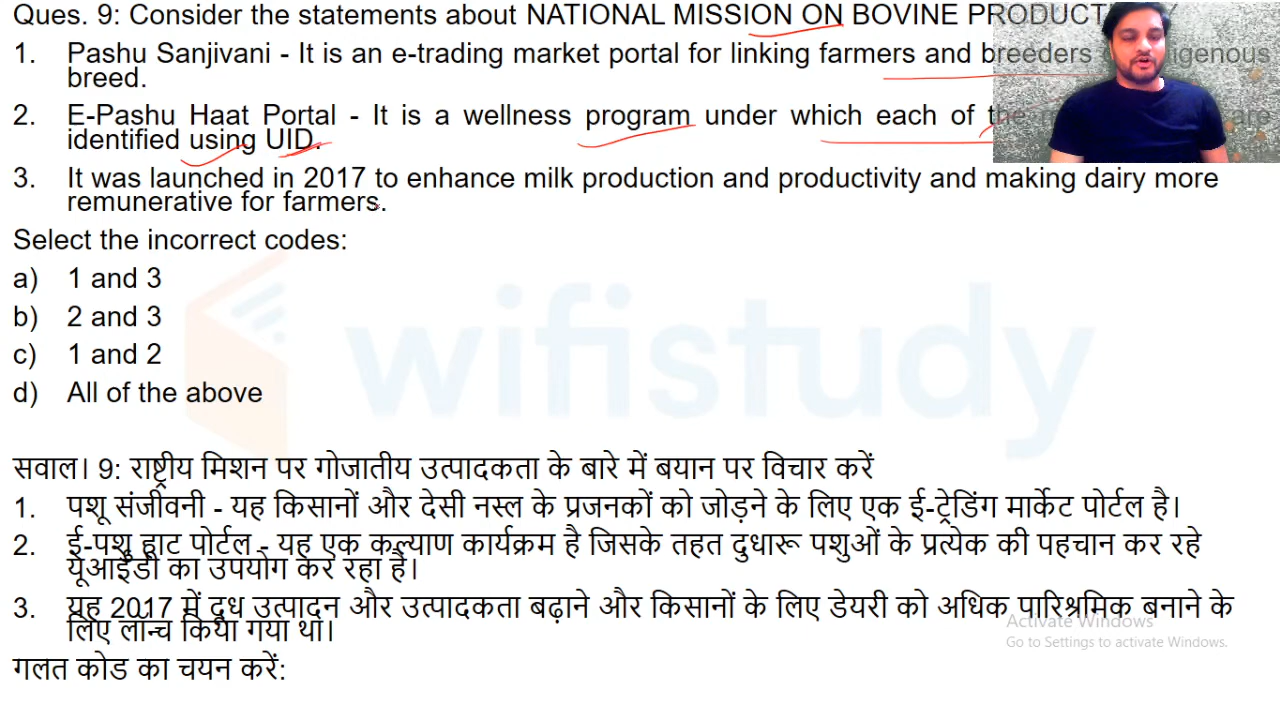 Ques. 9: Consider the statements about NATIONAL MISSION ON BOVINE PRODUCT
1. Pashu Sanjivani - It is an e-trading market portal for linking farmers and breeders igenous
breed.
2. E-Pashu Haat Portal - It is a wellness program under which each of the are
identified using UID.
3. It was launched in 2017 to enhance milk production and productivity and making dairy more
remunerative for farmers.
Select the incorrect codes:
a) 1 and 3
b) 2 and 3
c) 1 and 2
d) All of the above
wifistudy
सवाल। 9: राष्ट्रीय मिशन पर गोजातीय उत्पादकता के बारे में बयान पर विचार करें
1. पशू संजीवनी - यह किसानों और देसी नस्ल के प्रजनकों को जोड़ने के लिए एक ई-ट्रेडिंग मार्केट पोर्टल है।
2. ई-पशु हाट पोर्टल - यह एक कल्याण कार्यक्रम है जिसके तहत दुधारू पशुओं के प्रत्येक की पहचान कर रहे
यूआईडी का उपयोग कर रहा है।
3. यह 2017 में दूध उत्पादन और उत्पादकता बढ़ाने और किसानों के लिए डेयरी को अधिक पारिश्रमिक बनाने के
लिए लॉन्च किया गया था।
Activate Windows
Go to Settings to activate Windows.
गलत कोड का चयन करें: